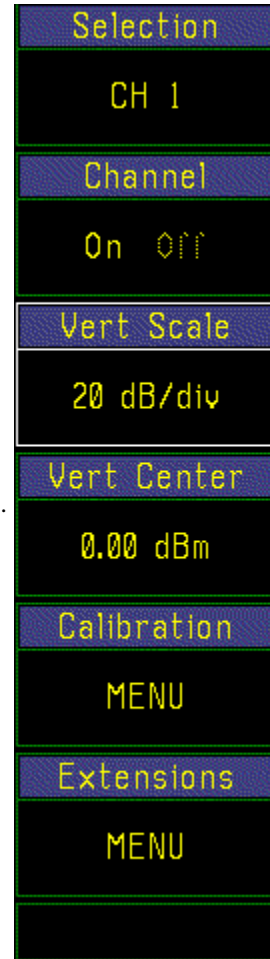 Selection
CH 1
Channel
On Off
Vert Scale
20 dB/div
Vert Center
0.00 dBm
Calibration
MENU
Extensions
MENU